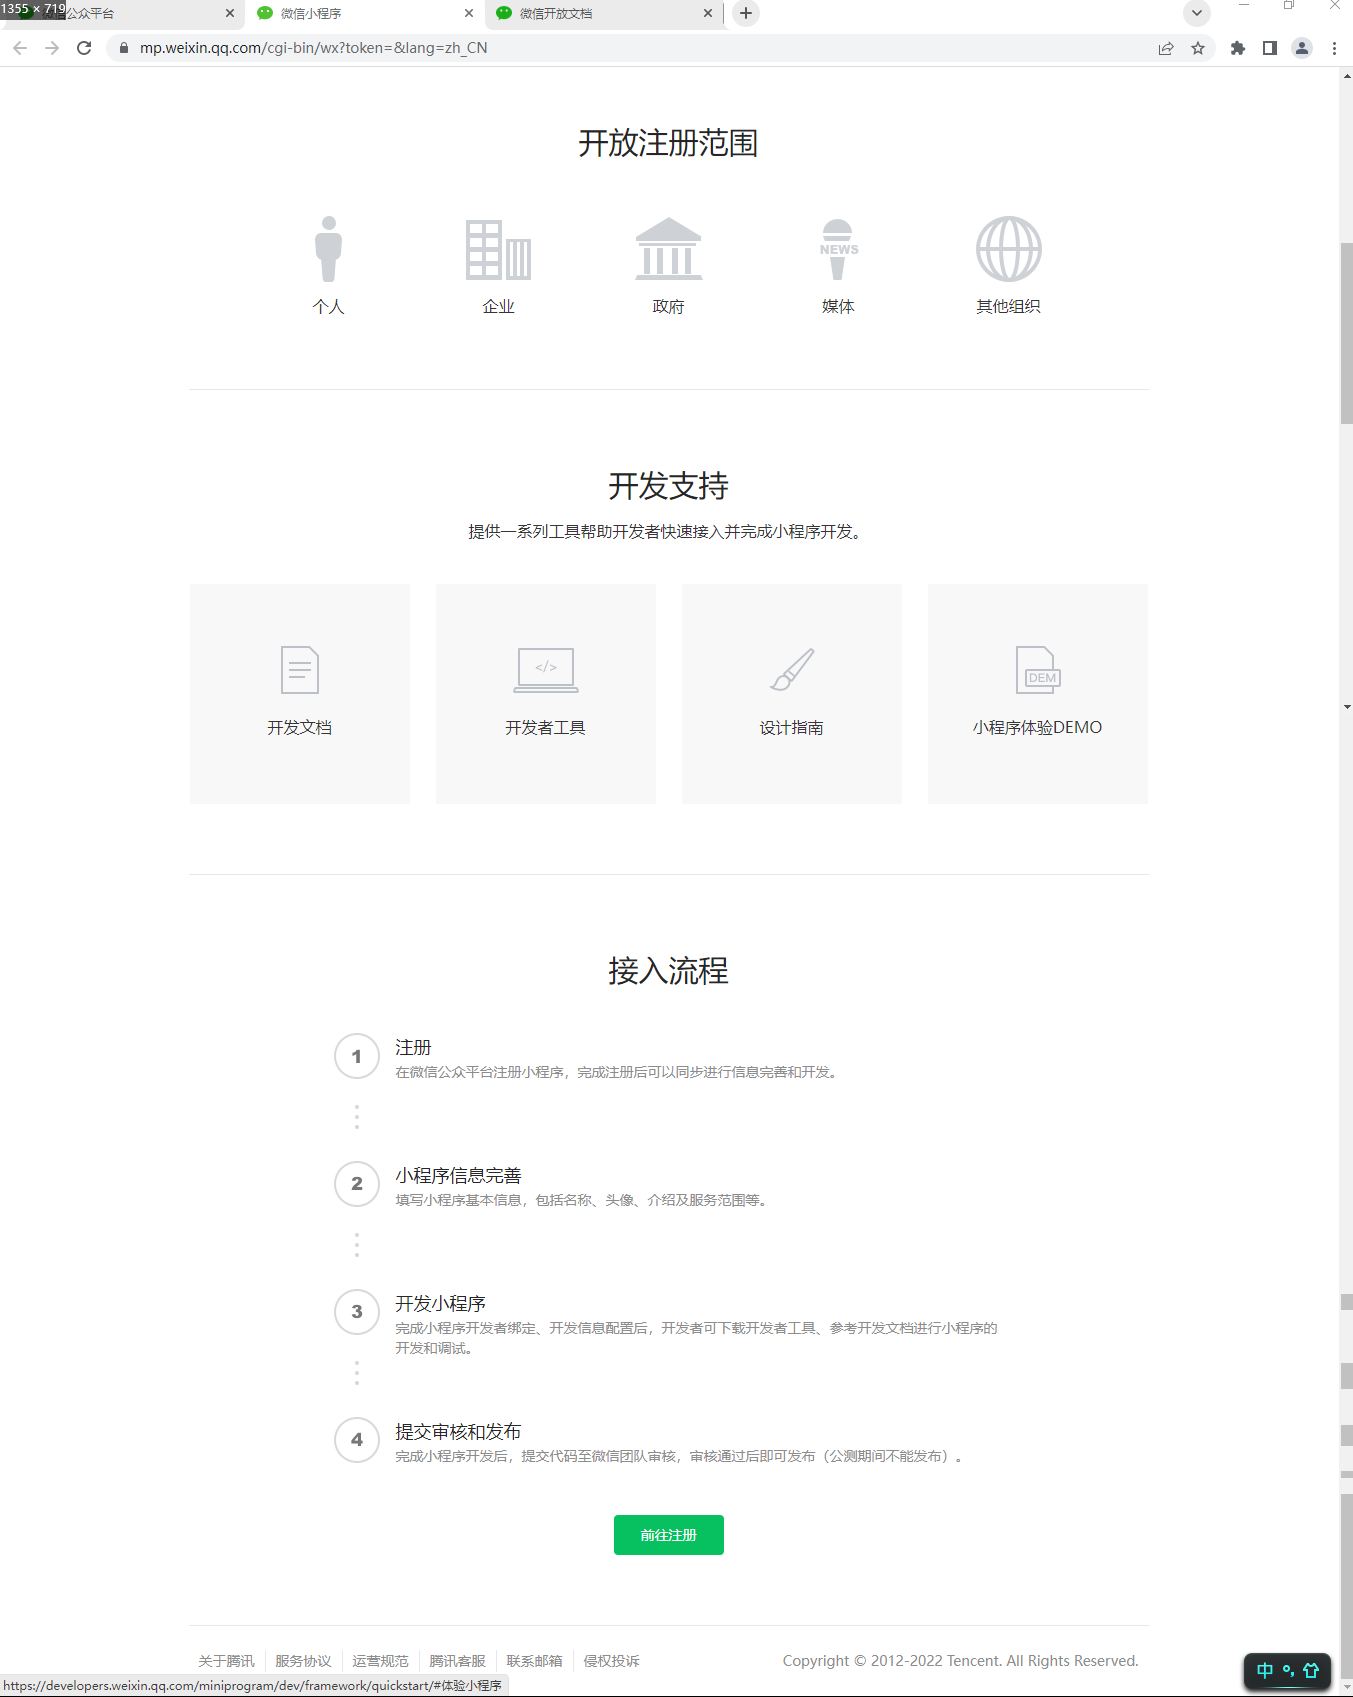 1355 × 719
微信公众平台
微信小程序
微信开放文档
mp.weixin.qq.com/cgi-bin/wx?token=&lang=zh_CN
开放注册范围
NEWS
个人
企业
政府
媒体
其他组织
开发支持
提供一系列工具帮助开发者快速接入并完成小程序开发。
</>
DEM
开发文档
开发者工具
设计指南
小程序体验DEMO
接入流程
1
注册
在微信公众平台注册小程序，完成注册后可以同步进行信息完善和开发。
2
小程序信息完善
填写小程序基本信息，包括名称、头像、介绍及服务范围等。
3
开发小程序
完成小程序开发者绑定、开发信息配置后，开发者可下载开发者工具、参考开发文档进行小程序的
开发和调试。
4
提交审核和发布
完成小程序开发后，提交代码至微信团队审核，审核通过后即可发布（公测期间不能发布）。
前往注册
关于腾讯
服务协议
运营规范
腾讯客服
联系邮箱
侵权投诉
Copyright © 2012-2022 Tencent. All Rights Reserved.
中
https://developers.weixin.qq.com/miniprogram/dev/framework/quickstart/#体验小程序